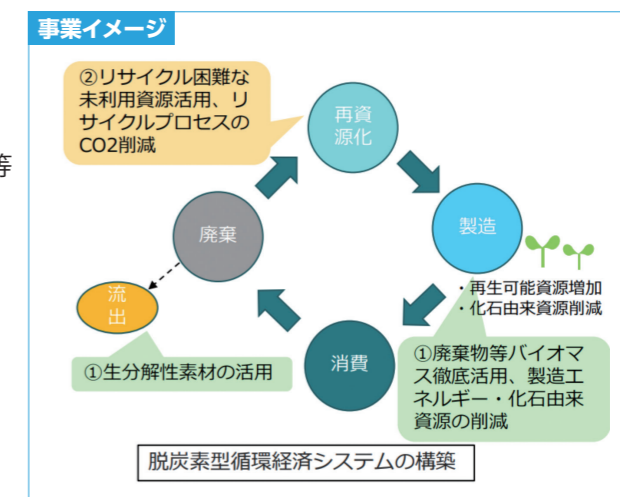 事業イメージ
②リサイクル困難な
未利用資源活用、リ
サイクルプロセスの
CO2削減
再資
源化
等
廃棄
製造
・再生可能資源増加
・化石由来資源削減
流
出
①生分解性素材の活用
消費
①廃棄物等バイオマ
ス徹底活用、製造エ
ネルギー・化石由来
資源の削減
脱炭素型循環経済システムの構築